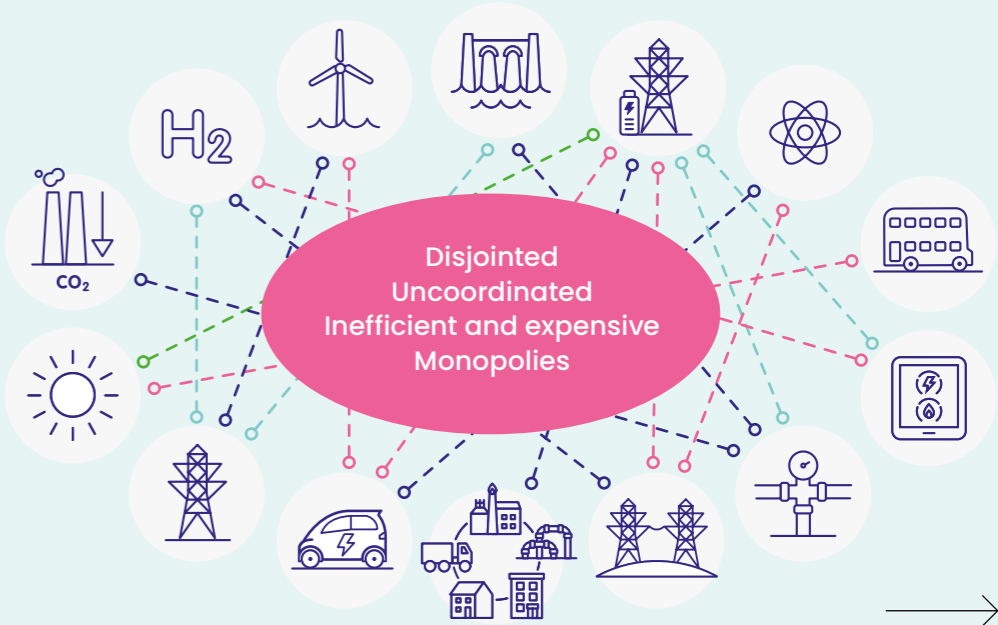 H2
CO₂
Disjointed
Uncoordinated
Inefficient and expensive
Monopolies